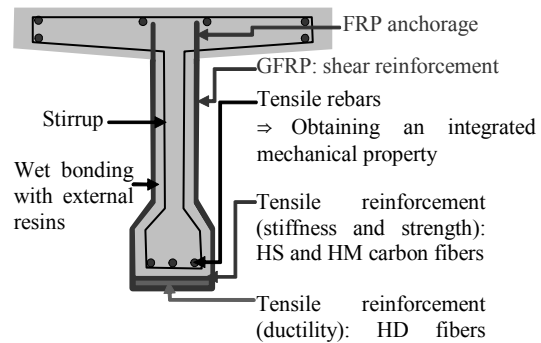 FRP anchorage
GFRP: shear reinforcement
Tensile rebars
⇒ Obtaining an integrated
mechanical property
Stirrup
Wet bonding
with external
resins
Tensile reinforcement
(stiffness and strength):
HS and HM carbon fibers
Tensile reinforcement
(ductility): HD fibers